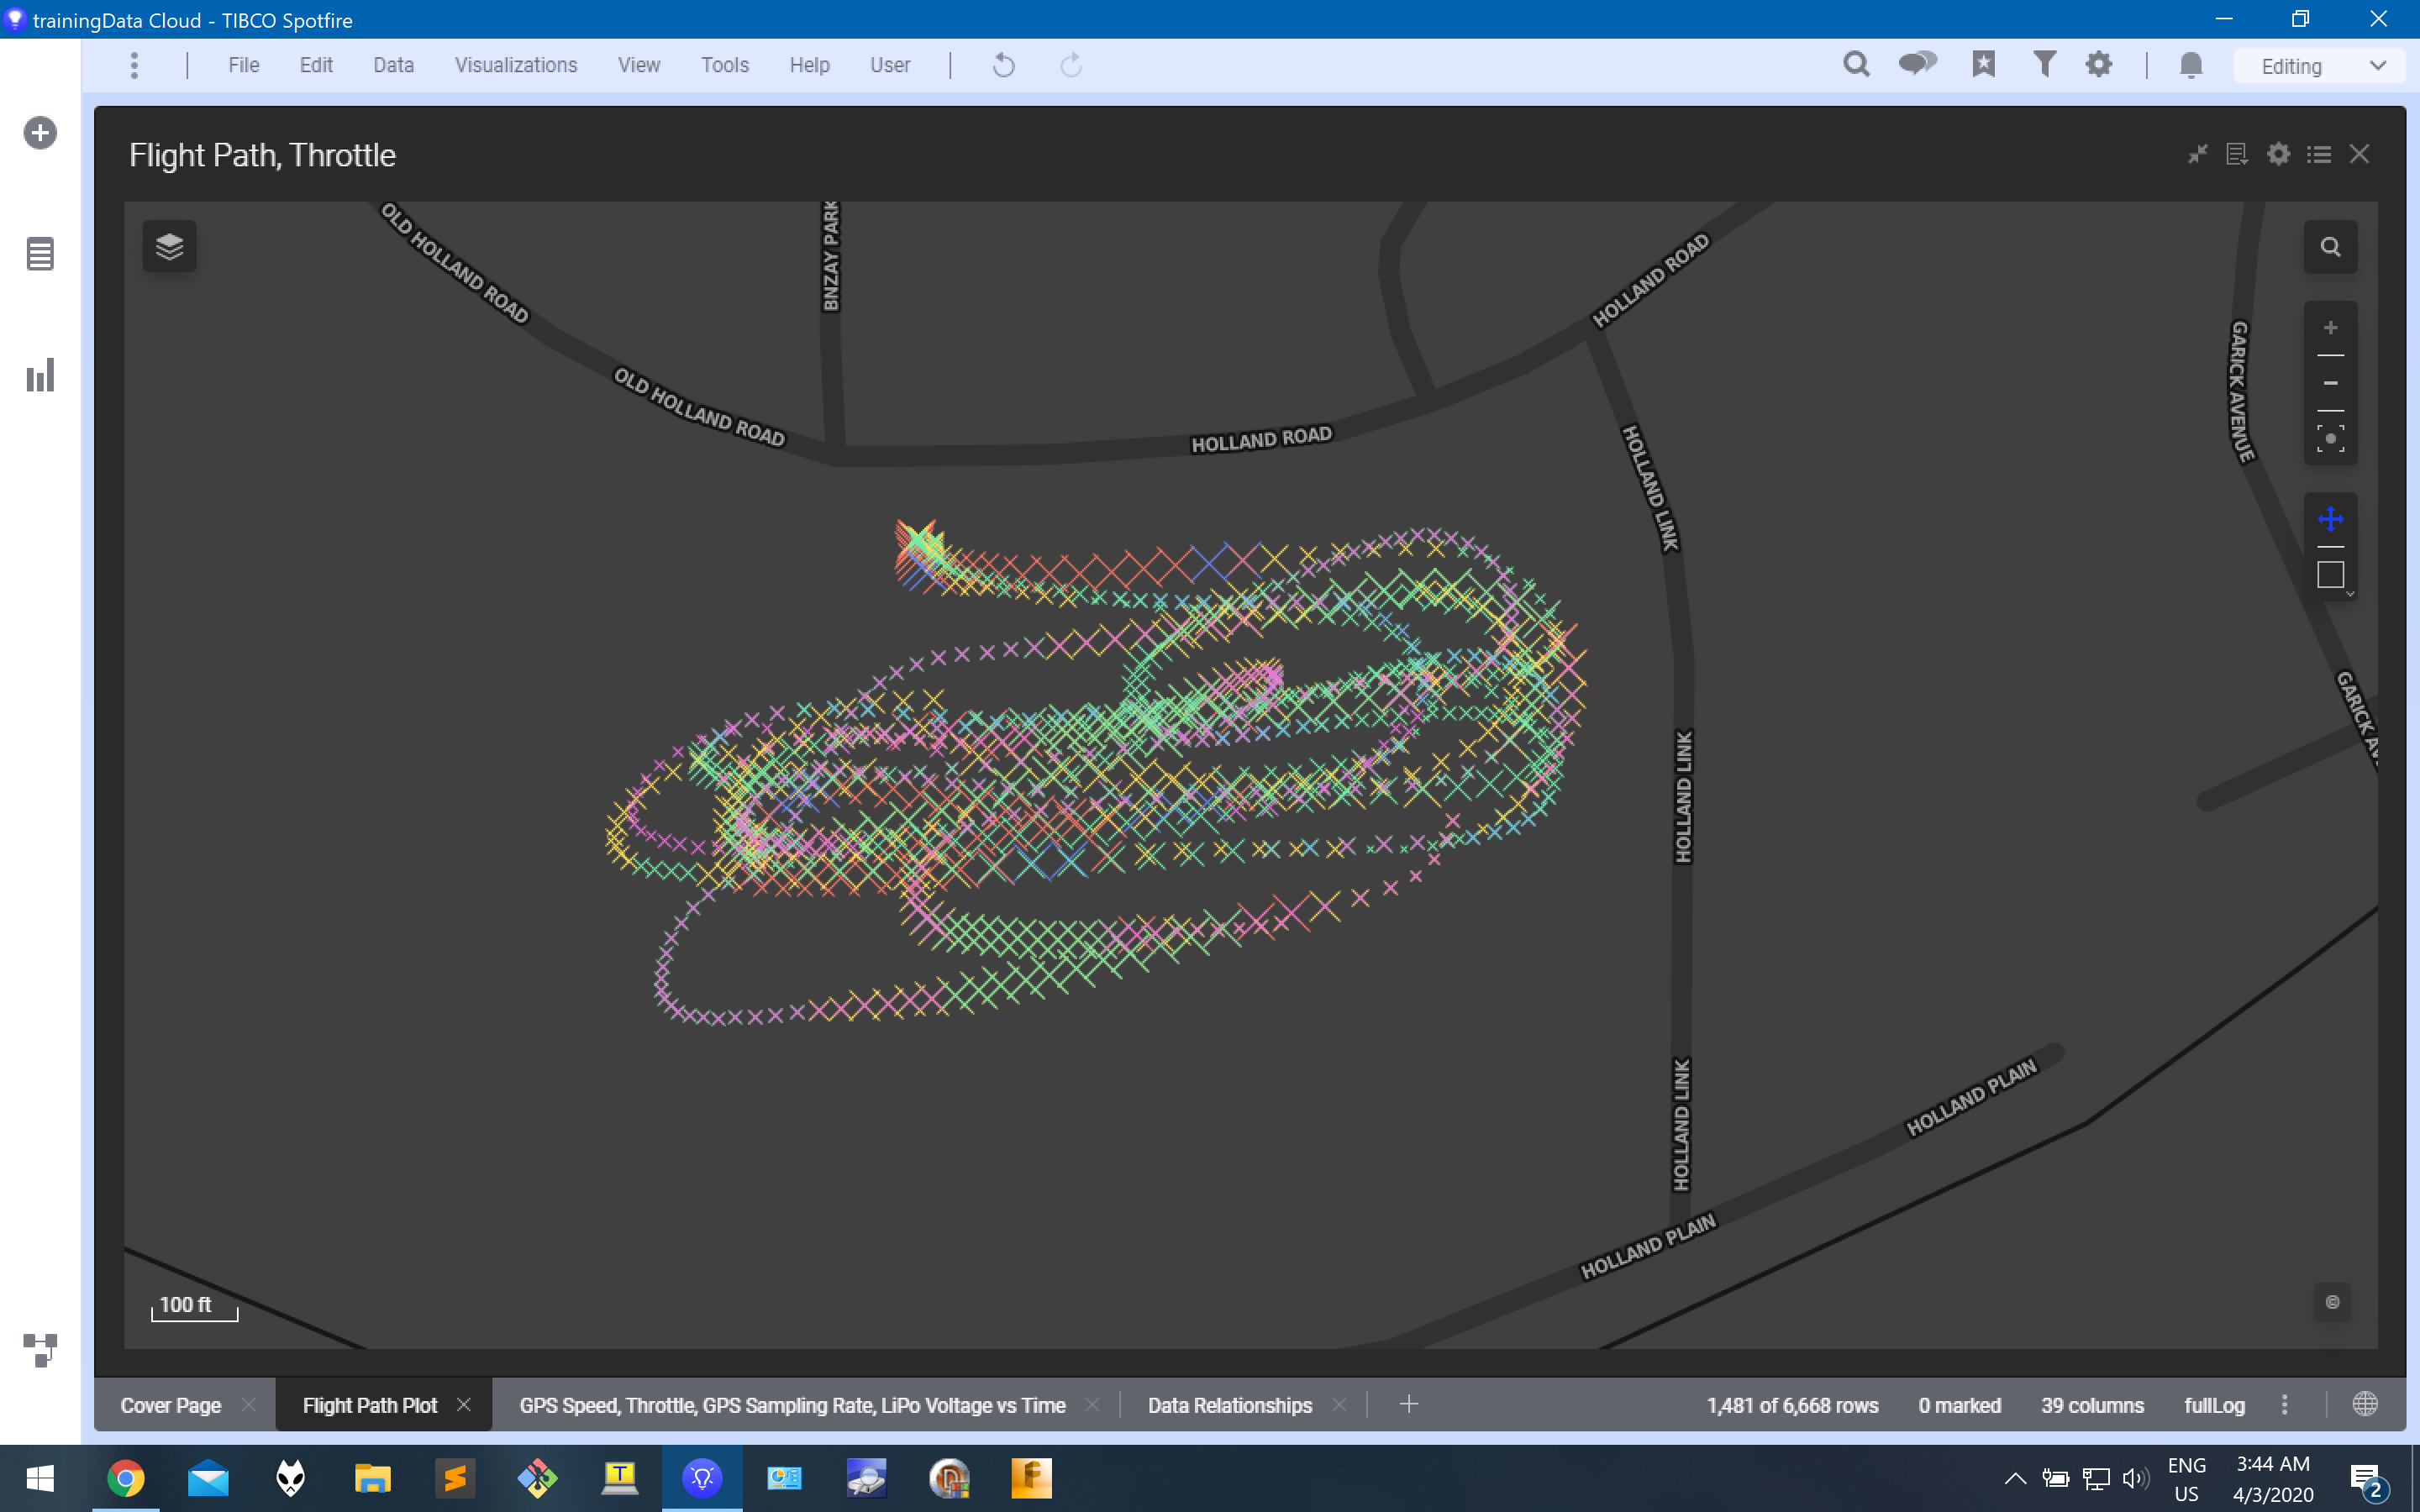 trainingData Cloud - TIBCO Spotfire
File Edit Data Visualizations View Tools Help User
Editing
Flight Path, Throttle
OLD HOLLAND ROAD
BNZAY PARK
HOLLAND ROAD
OLD HOLLAND ROAD
HOLLAND ROAD
HOLLAND LINK
GARICK AVENUE
GARICK AV
HOLLAND LINK
HOLLAND LINK
HOLLAND PLAIN
HOLLAND PLAIN
100 ft
©
Cover Page Flight Path Plot GPS Speed, Throttle, GPS Sampling Rate, LiPo Voltage vs Time Data Relationships 1,481 of 6,668 rows 0 marked 39 columns fullLog
ENG 3:44 AM
US 4/3/2020 2